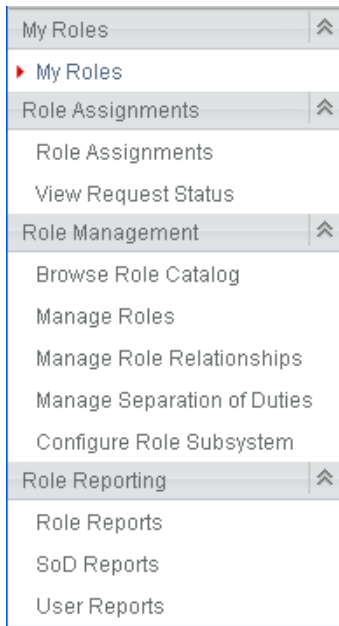 My Roles
My Roles
Role Assignments
Role Assignments
View Request Status
Role Management
Browse Role Catalog
Manage Roles
Manage Role Relationships
Manage Separation of Duties
Configure Role Subsystem
Role Reporting
Role Reports
SoD Reports
User Reports